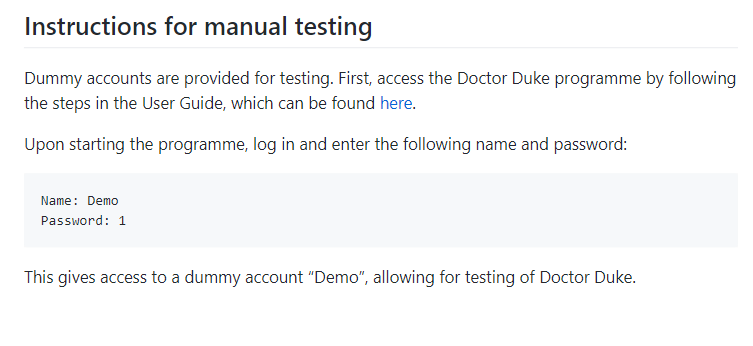 Instructions for manual testing
Dummy accounts are provided for testing. First, access the Doctor Duke programme by following
the steps in the User Guide, which can be found here.
Upon starting the programme, log in and enter the following name and password:
Name: Demo
Password: 1
This gives access to a dummy account “Demo”, allowing for testing of Doctor Duke.